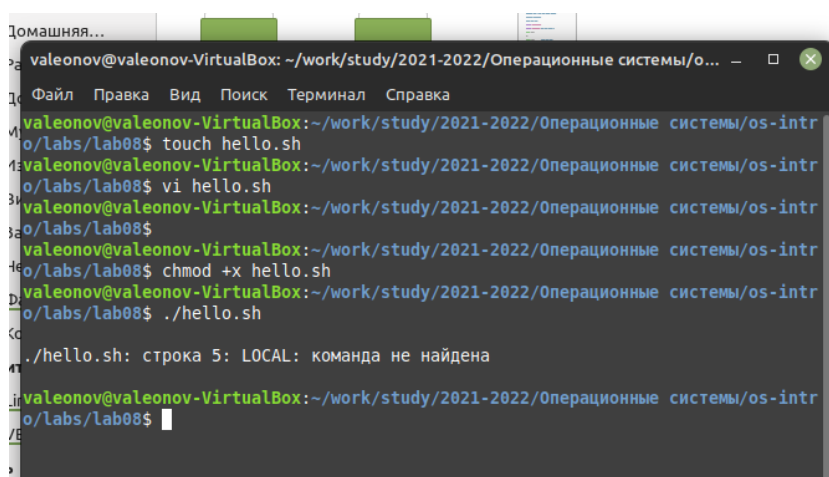 Домашняя...
valeonov@valeonov-VirtualBox: ~/work/study/2021-2022/Операционные системы/о...
Файл Правка Вид Поиск Терминал Справка
valeonov@valeonov-VirtualBox:~/work/study/2021-2022/Операционные системы/os-intr
o/labs/lab08$ touch hello.sh
valeonov@valeonov-VirtualBox:~/work/study/2021-2022/Операционные системы/os-intr
o/labs/lab08$ vi hello.sh
valeonov@valeonov-VirtualBox:~/work/study/2021-2022/Операционные системы/os-intr
o/labs/lab08$
valeonov@valeonov-VirtualBox:~/work/study/2021-2022/Операционные системы/os-intr
o/labs/lab08$ chmod +x hello.sh
valeonov@valeonov-VirtualBox:~/work/study/2021-2022/Операционные системы/os-intr
o/labs/lab08$ ./hello.sh
./hello.sh: строка 5: LOCAL: команда не найдена
valeonov@valeonov-VirtualBox:~/work/study/2021-2022/Операционные системы/os-intr
o/labs/lab08$